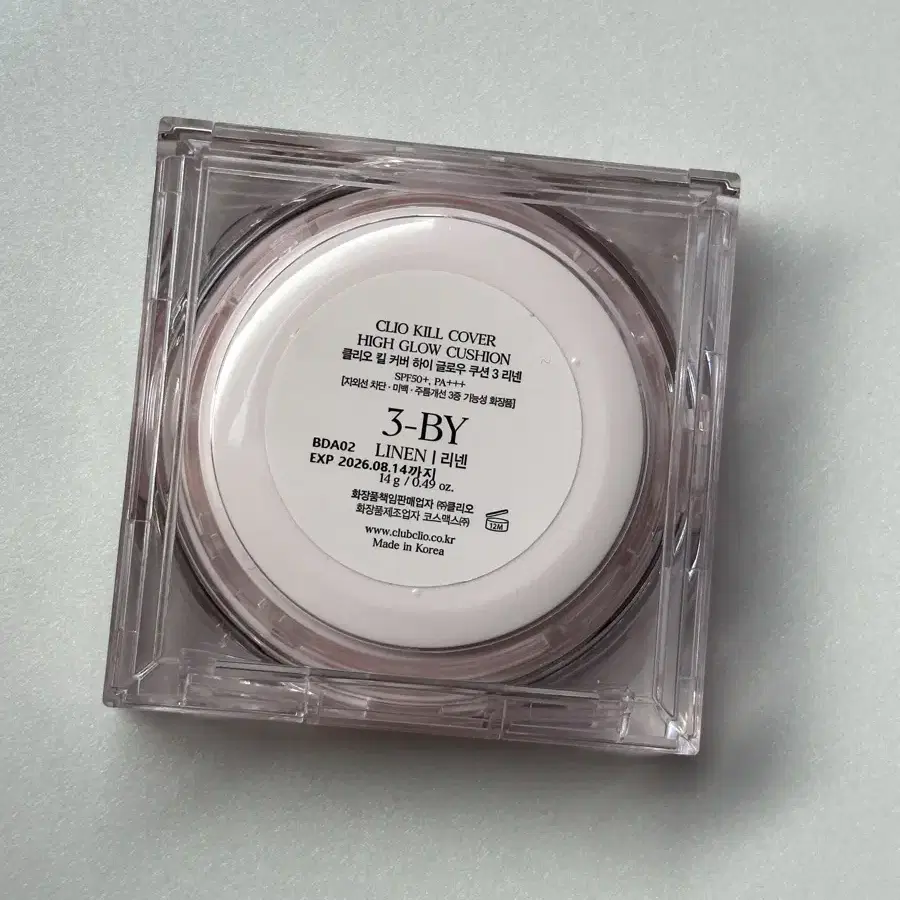 CLIO KILL COVER
HIGH GLOW CUSHION
클리오 킬 커버 하이 글로우 쿠션 3 리넨
SPF50+, PA+++
[자외선 차단 · 미백 · 주름개선 3중 기능성 화장품]
3-BY
BDA02 LINEN | 리넨
EXP 2026.08.14까지
14 g / 0.49 oz.
화장품책임판매업자 ㈜클리오
화장품제조업자 코스맥스㈜
12M
www.clubclio.co.kr
Made in Korea